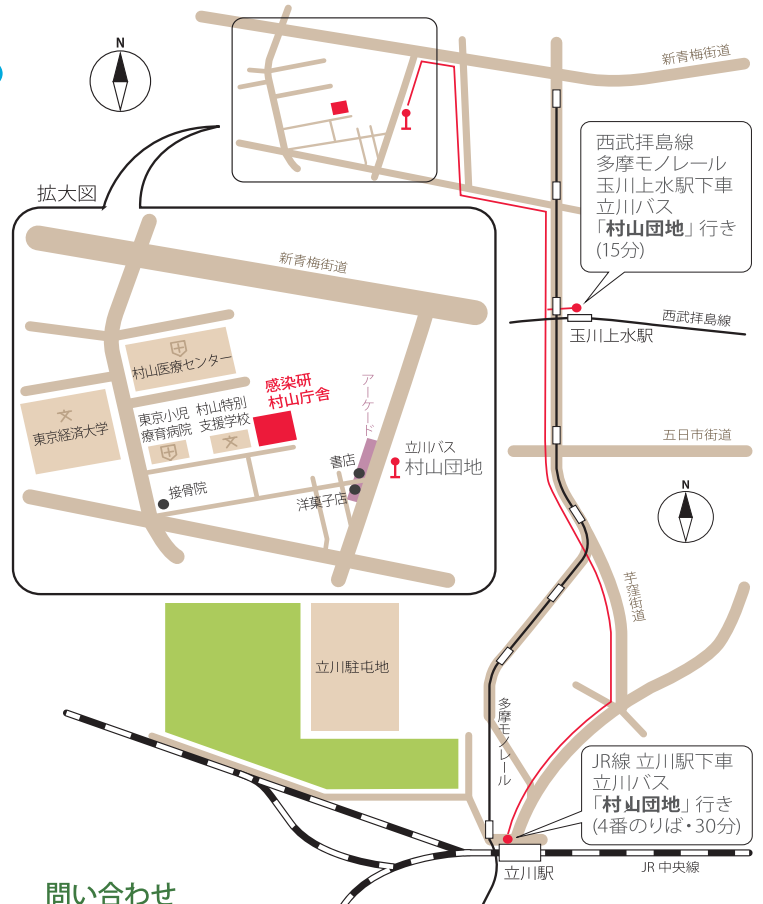 N
新青梅街道
西武拝島線
多摩モノレール
玉川上水駅下車
立川バス
「村山団地」行き
(15分)
拡大図
新青梅街道
西武拝島線
玉川上水駅
村山医療センター
感染研
村山庁舎
アーケード
東京経済大学
東京小児
療育病院
村山特別
支援学校
立川バス
村山団地
書店
洋菓子店
接骨院
五日市街道
N
芋窪街道
立川駐屯地
多摩モノレール
JR線 立川駅下車
立川バス
「村山団地」行き
(4番のりば・30分)
立川駅
JR 中央線
問い合わせ